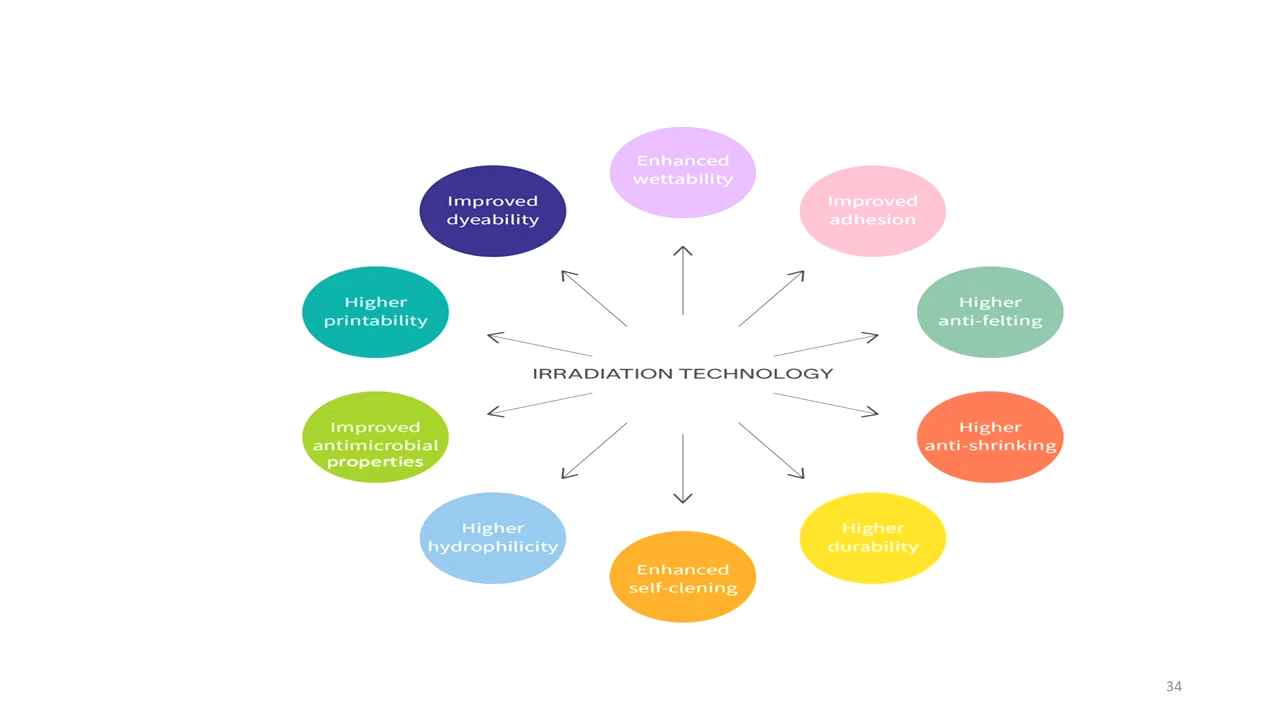 Enhanced
wettability
Improved
dyeability
Improved
adhesion
Higher
printability
Higher
anti-felting
IRRADIATION TECHNOLOGY
Improved
antimicrobial
properties
Higher
anti-shrinking
Higher
hydrophilicity
Higher
durability
Enhanced
self-clening
34